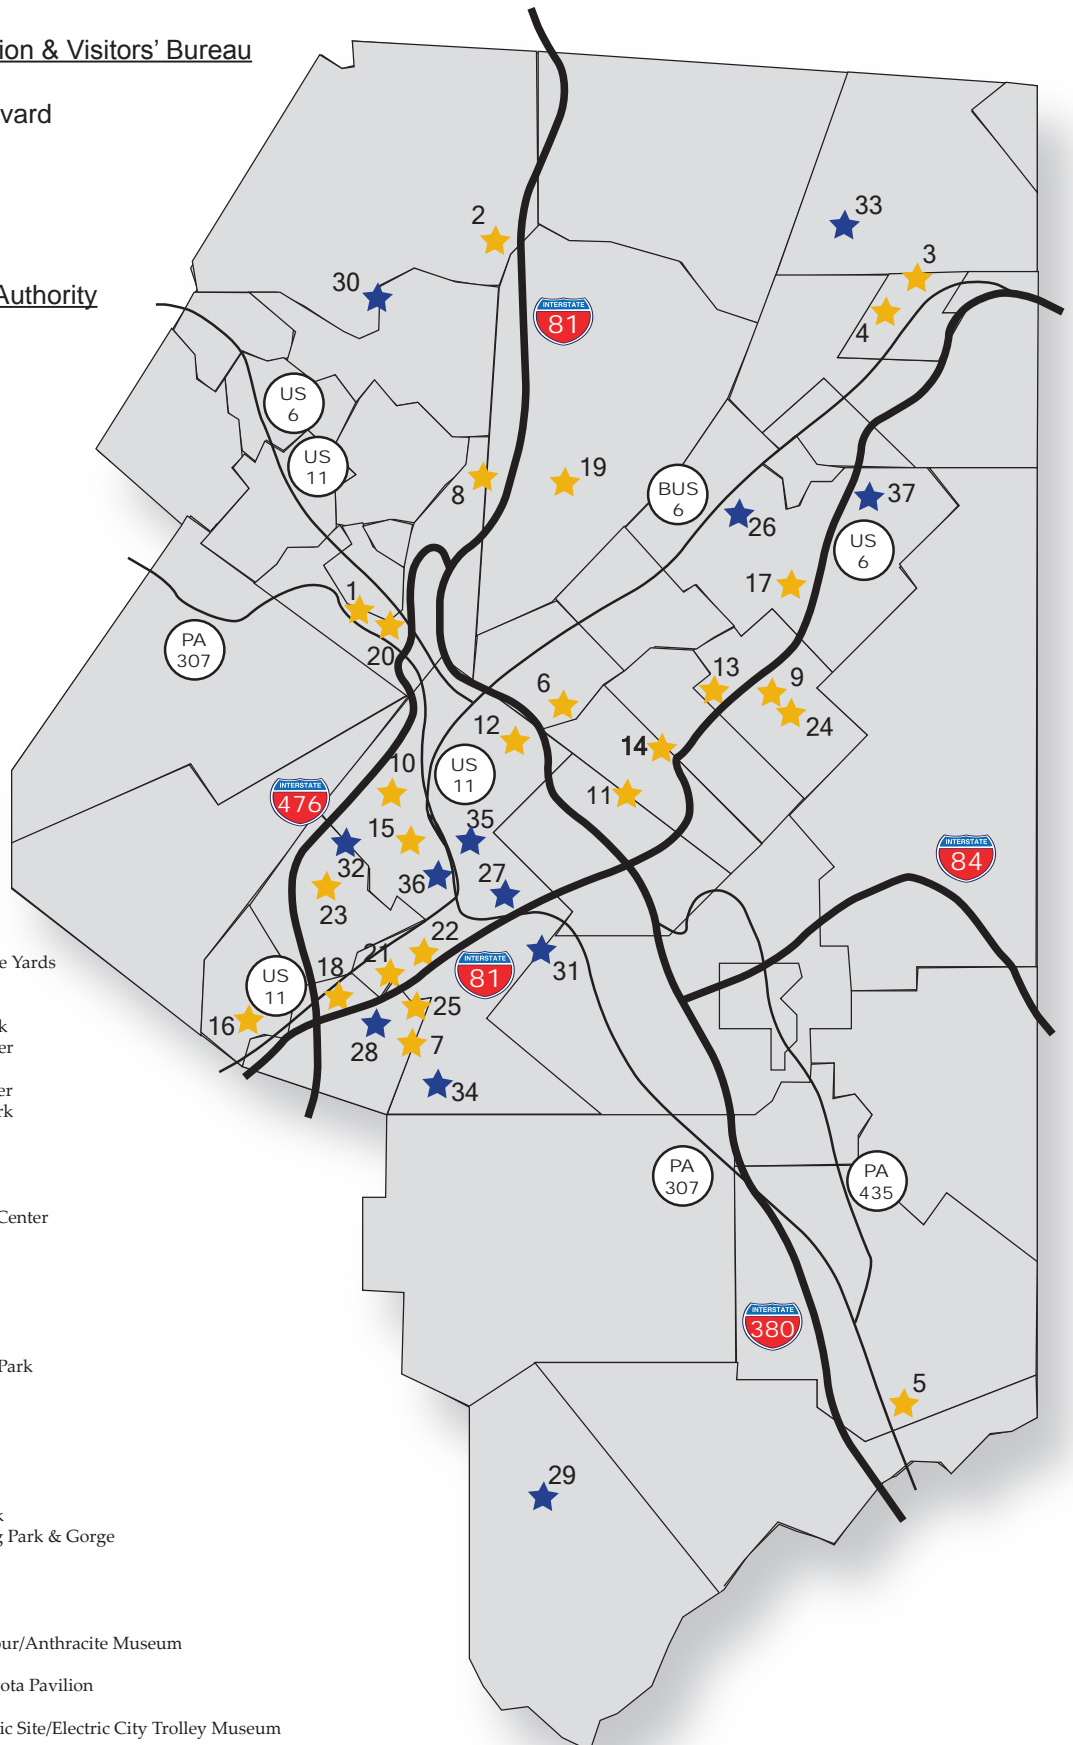 ion & Visitors' Bureau
vard
Authority
33
2
3
30
INTERSTATE
81
4
US
6
US
11
8
19
BUS
6
37
26
US
6
17
1
PA
307
20
13
9
6
24
12
14
10
US
11
INTERSTATE
476
11
15
35
INTERSTATE
84
32
36
27
23
22
21
31
e Yards
US
11
18
INTERSTATE
81
25
16
k
28
7
er
er
34
rk
PA
307
PA
435
Center
INTERSTATE
380
Park
5
29
k
g Park & Gorge
our/Anthracite Museum
ota Pavilion
ic Site/Electric City Trolley Museum